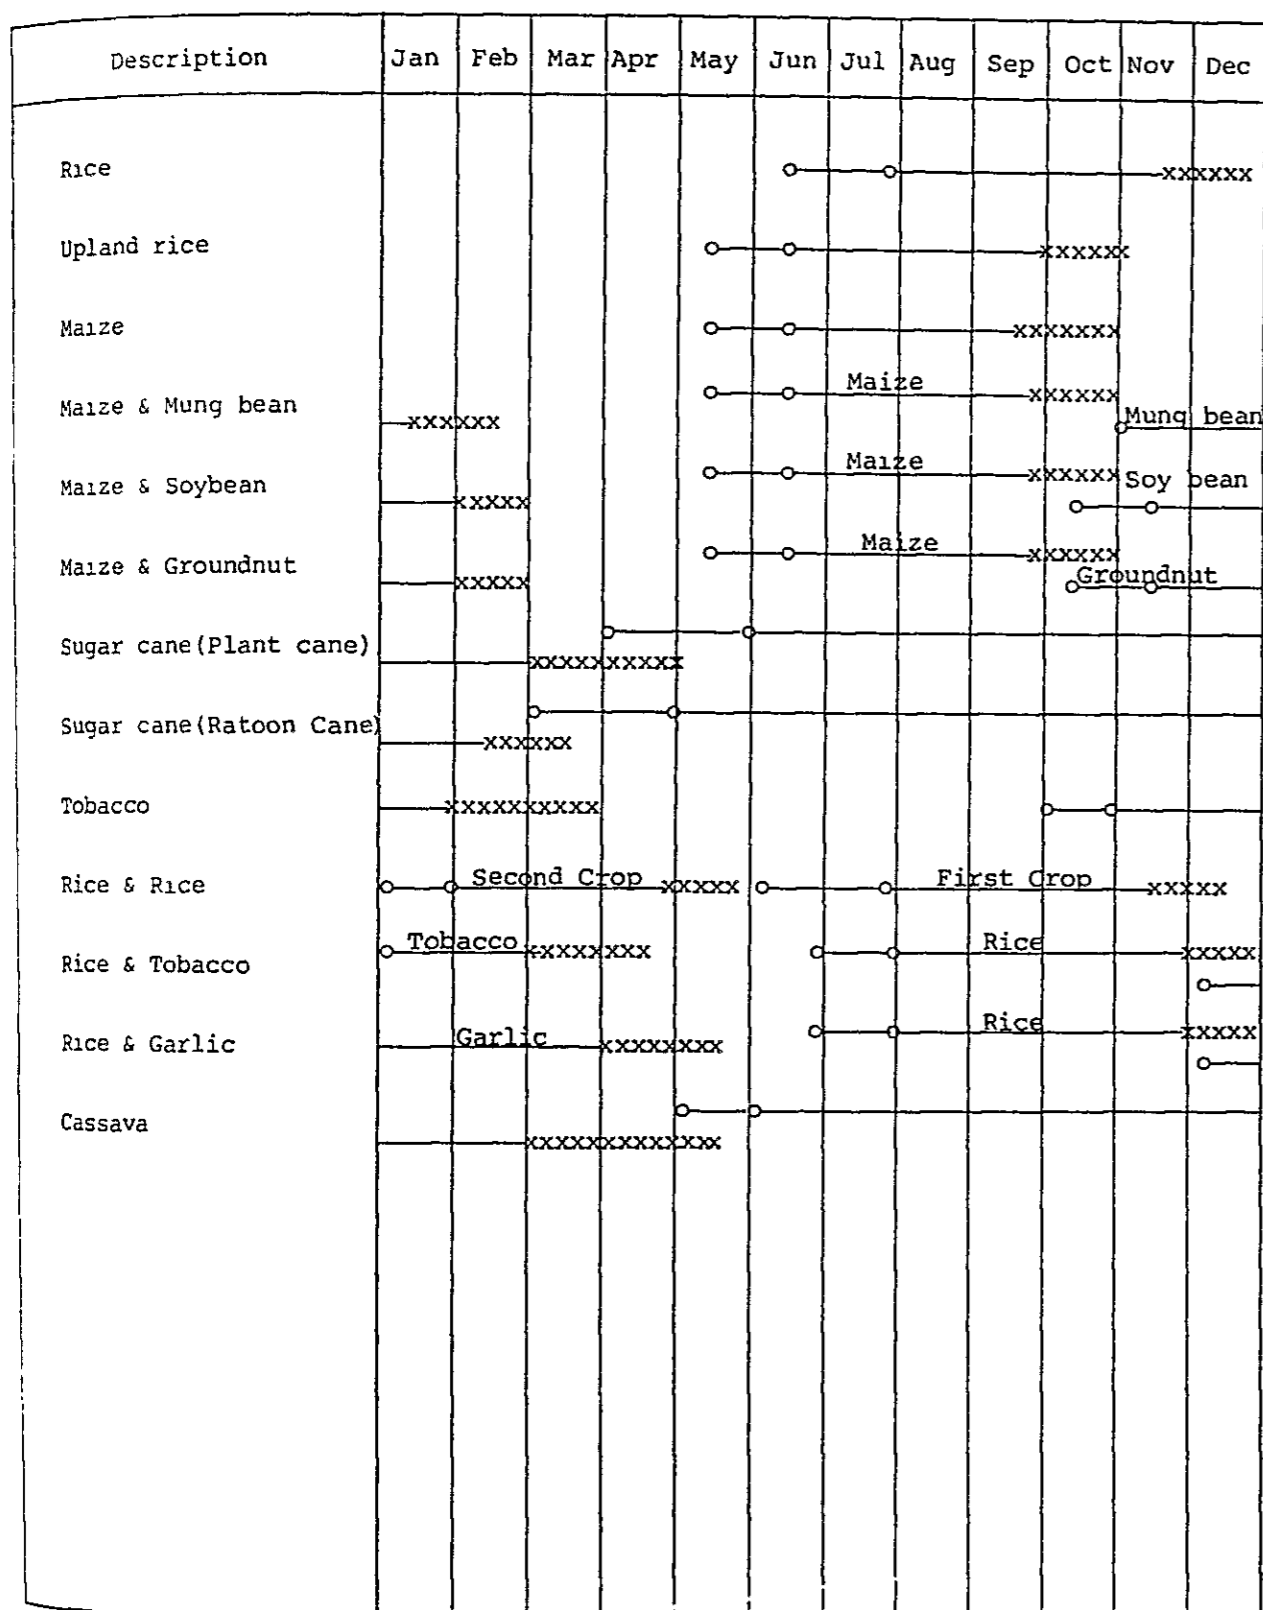 Description Jan Feb Mar Apr May Jun Jul Aug Sep Oct Nov Dec
Rice o o xxxxxx
Upland rice o o xxxxxx
Maize o o xxxxxxx
Maize
Maize & Mung bean o o xxxxxx
xxxxxx o Mung bean
Maize
Maize & Soybean o o xxxxxx Soy bean
xxxxx o o
Maize
Maize & Groundnut o o xxxxxx
xxxxx Groundnut o o
Sugar cane(Plant cane) o o
xxxxxxxxxx
Sugar cane(Ratoon Cane) o o
xxxxxx
Tobacco xxxxxxxxxx o o
Rice & Rice o o Second Crop xxxxx o o First Crop xxxxx
Rice & Tobacco o Tobacco xxxxxxxx o o Rice xxxxx
o
Rice & Garlic Garlic xxxxxxxx o o Rice xxxxx
o
Cassava o o
xxxxxxxxxxxxx